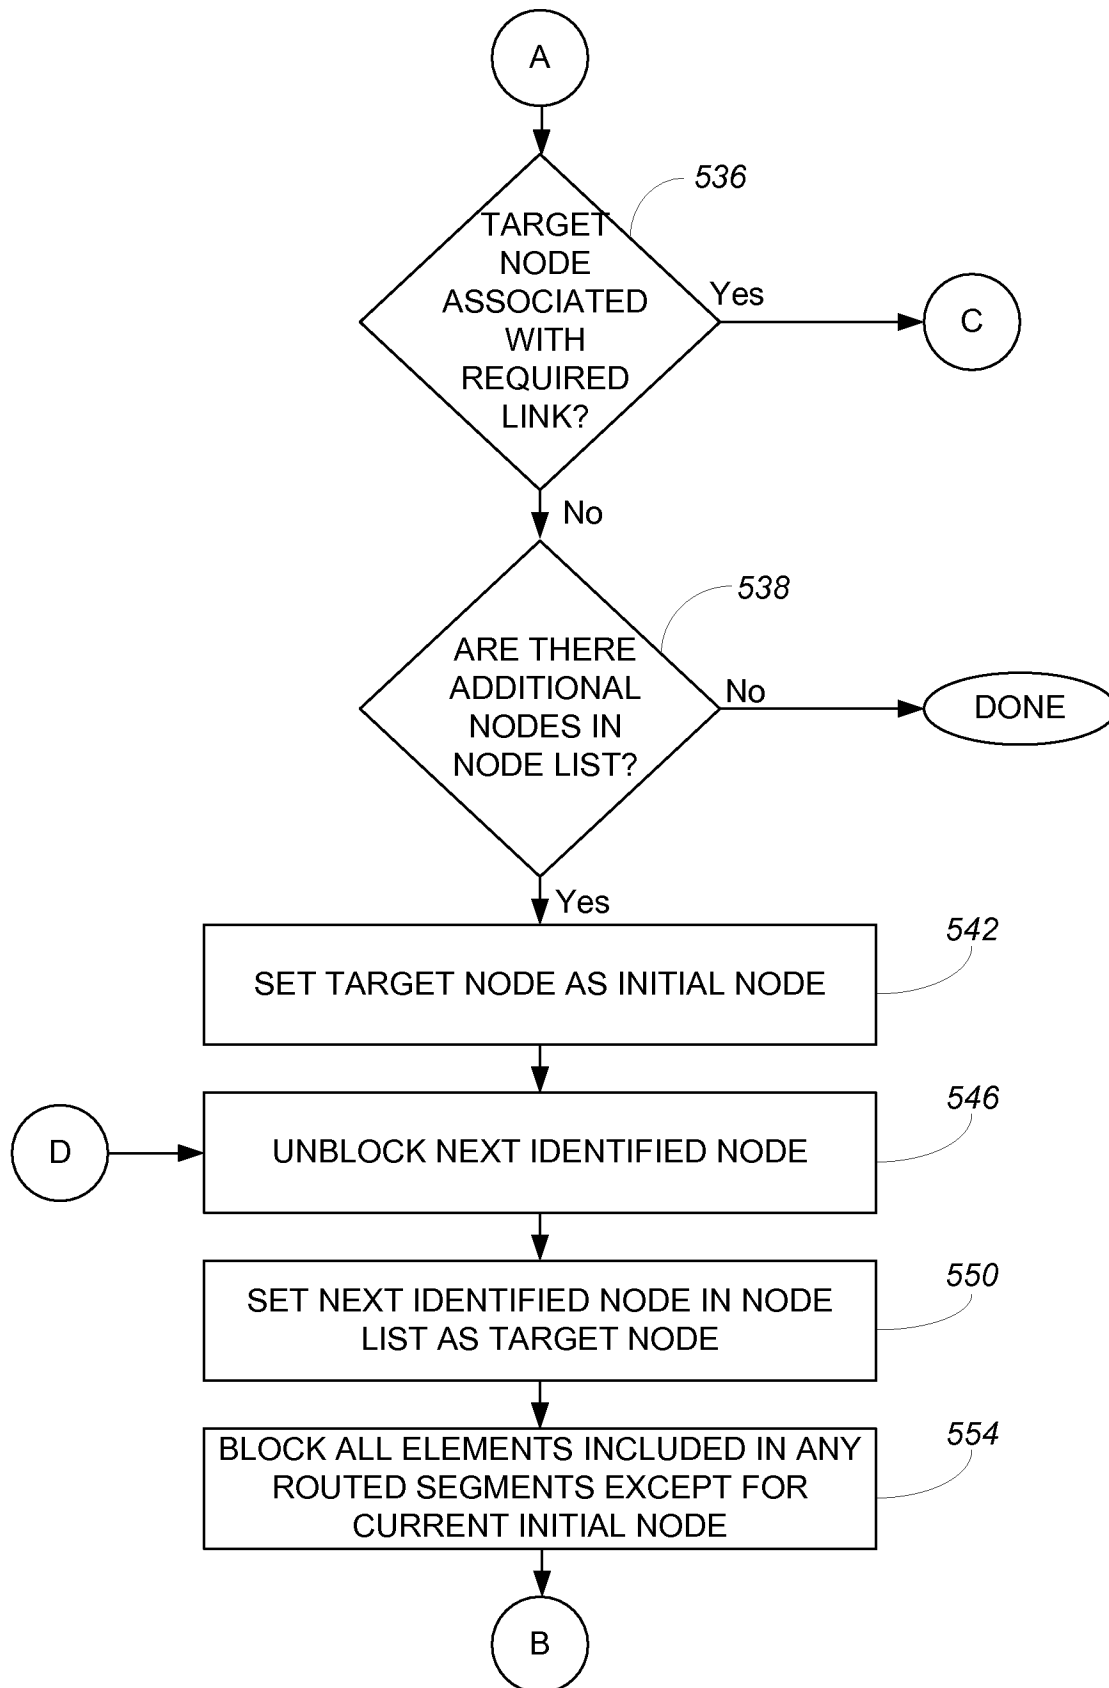 A
536
TARGET
NODE
ASSOCIATED
WITH
REQUIRED
LINK?
Yes
C
No
538
ARE THERE
ADDITIONAL
NODES IN
NODE LIST?
No
DONE
Yes
542
SET TARGET NODE AS INITIAL NODE
546
D
UNBLOCK NEXT IDENTIFIED NODE
550
SET NEXT IDENTIFIED NODE IN NODE
LIST AS TARGET NODE
554
BLOCK ALL ELEMENTS INCLUDED IN ANY
ROUTED SEGMENTS EXCEPT FOR
CURRENT INITIAL NODE
B